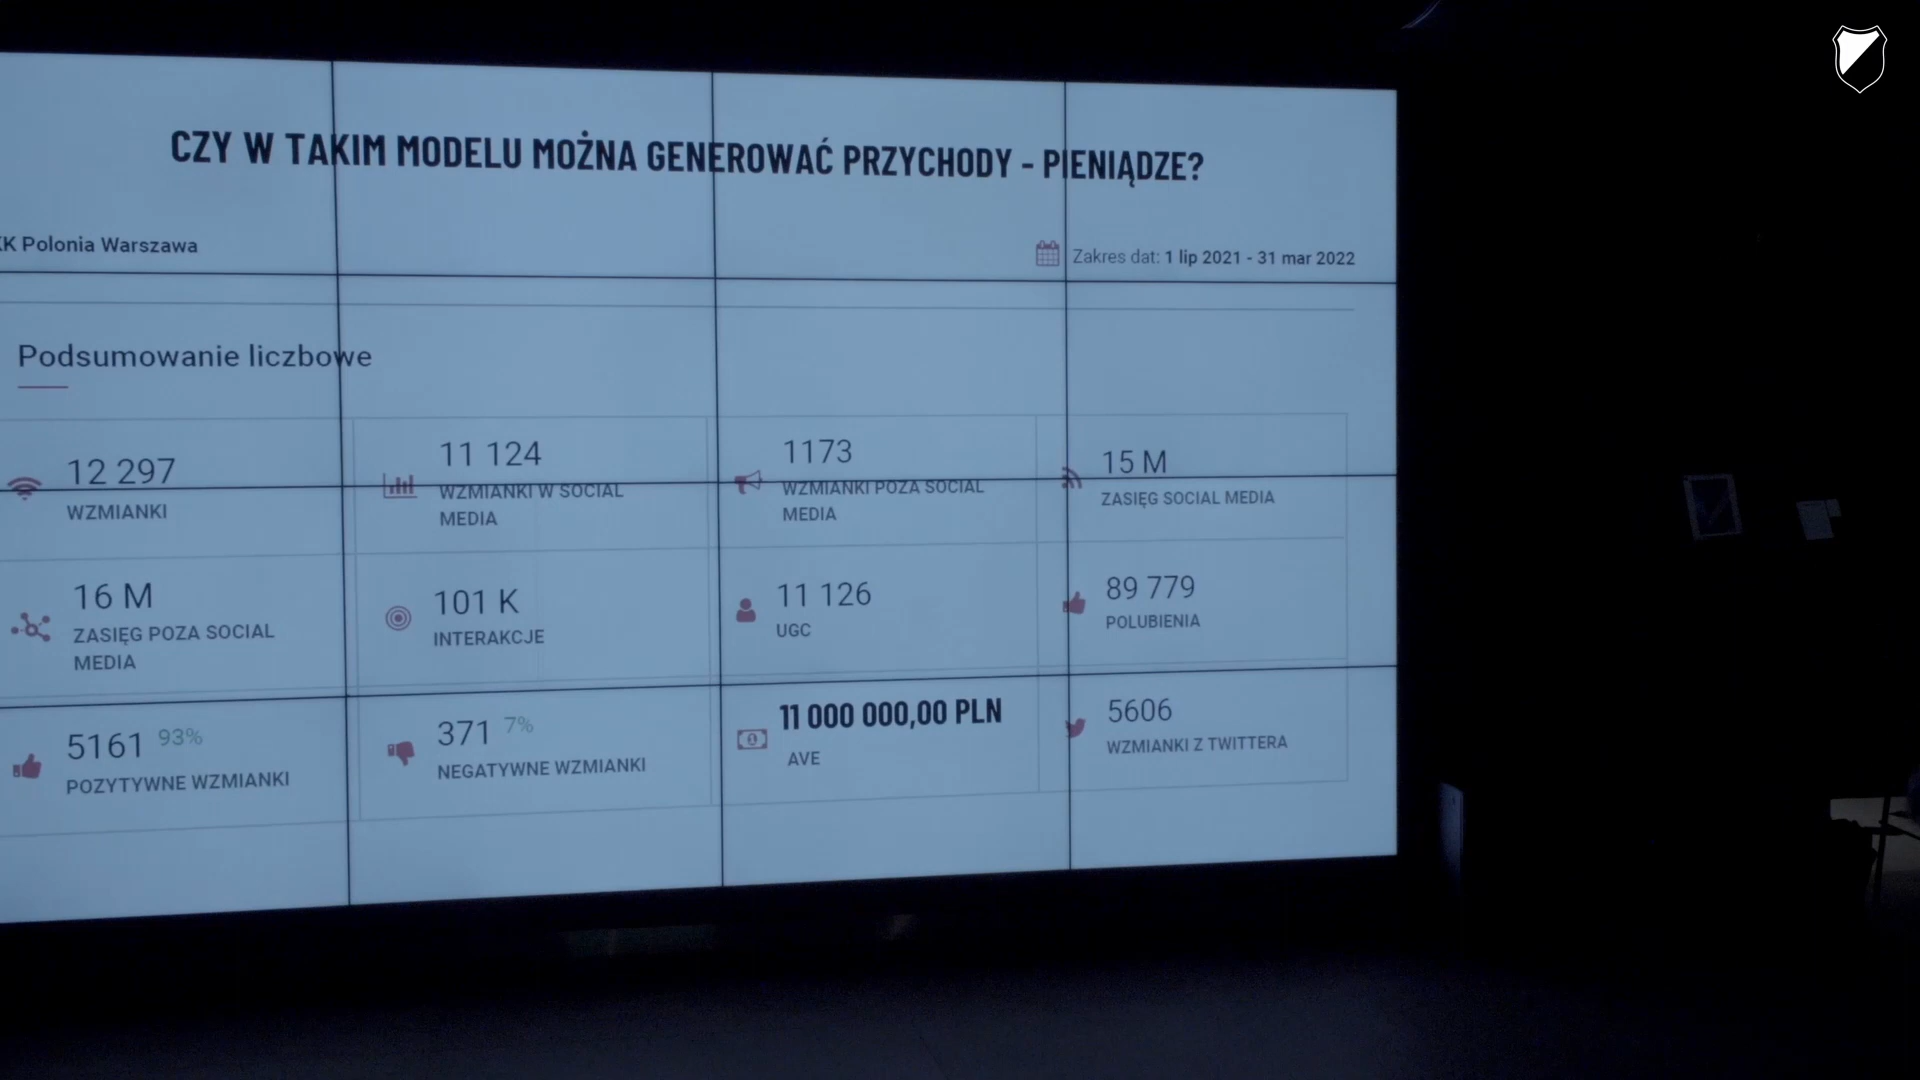 CZY W TAKIM MODELU MOŻNA GENEROWAĆ PRZYCHODY - PIENIĄDZE?
KK Polonia Warszawa
Zakres dat: 1 lip 2021 - 31 mar 2022
Podsumowanie liczbowe
12 297
WZMIANKI
11 124
WZMIANKI W SOCIAL
MEDIA
1173
WZMIANKI POZA SOCIAL
MEDIA
15 M
ZASIĘG SOCIAL MEDIA
16 M
ZASIĘG POZA SOCIAL
MEDIA
101 K
INTERAKCJE
11 126
UGC
89 779
POLUBIENIA
5161 93%
POZYTYWNE WZMIANKI
371 7%
NEGATYWNE WZMIANKI
11 000 000,00 PLN
AVE
5606
WZMIANKI Z TWITTERA